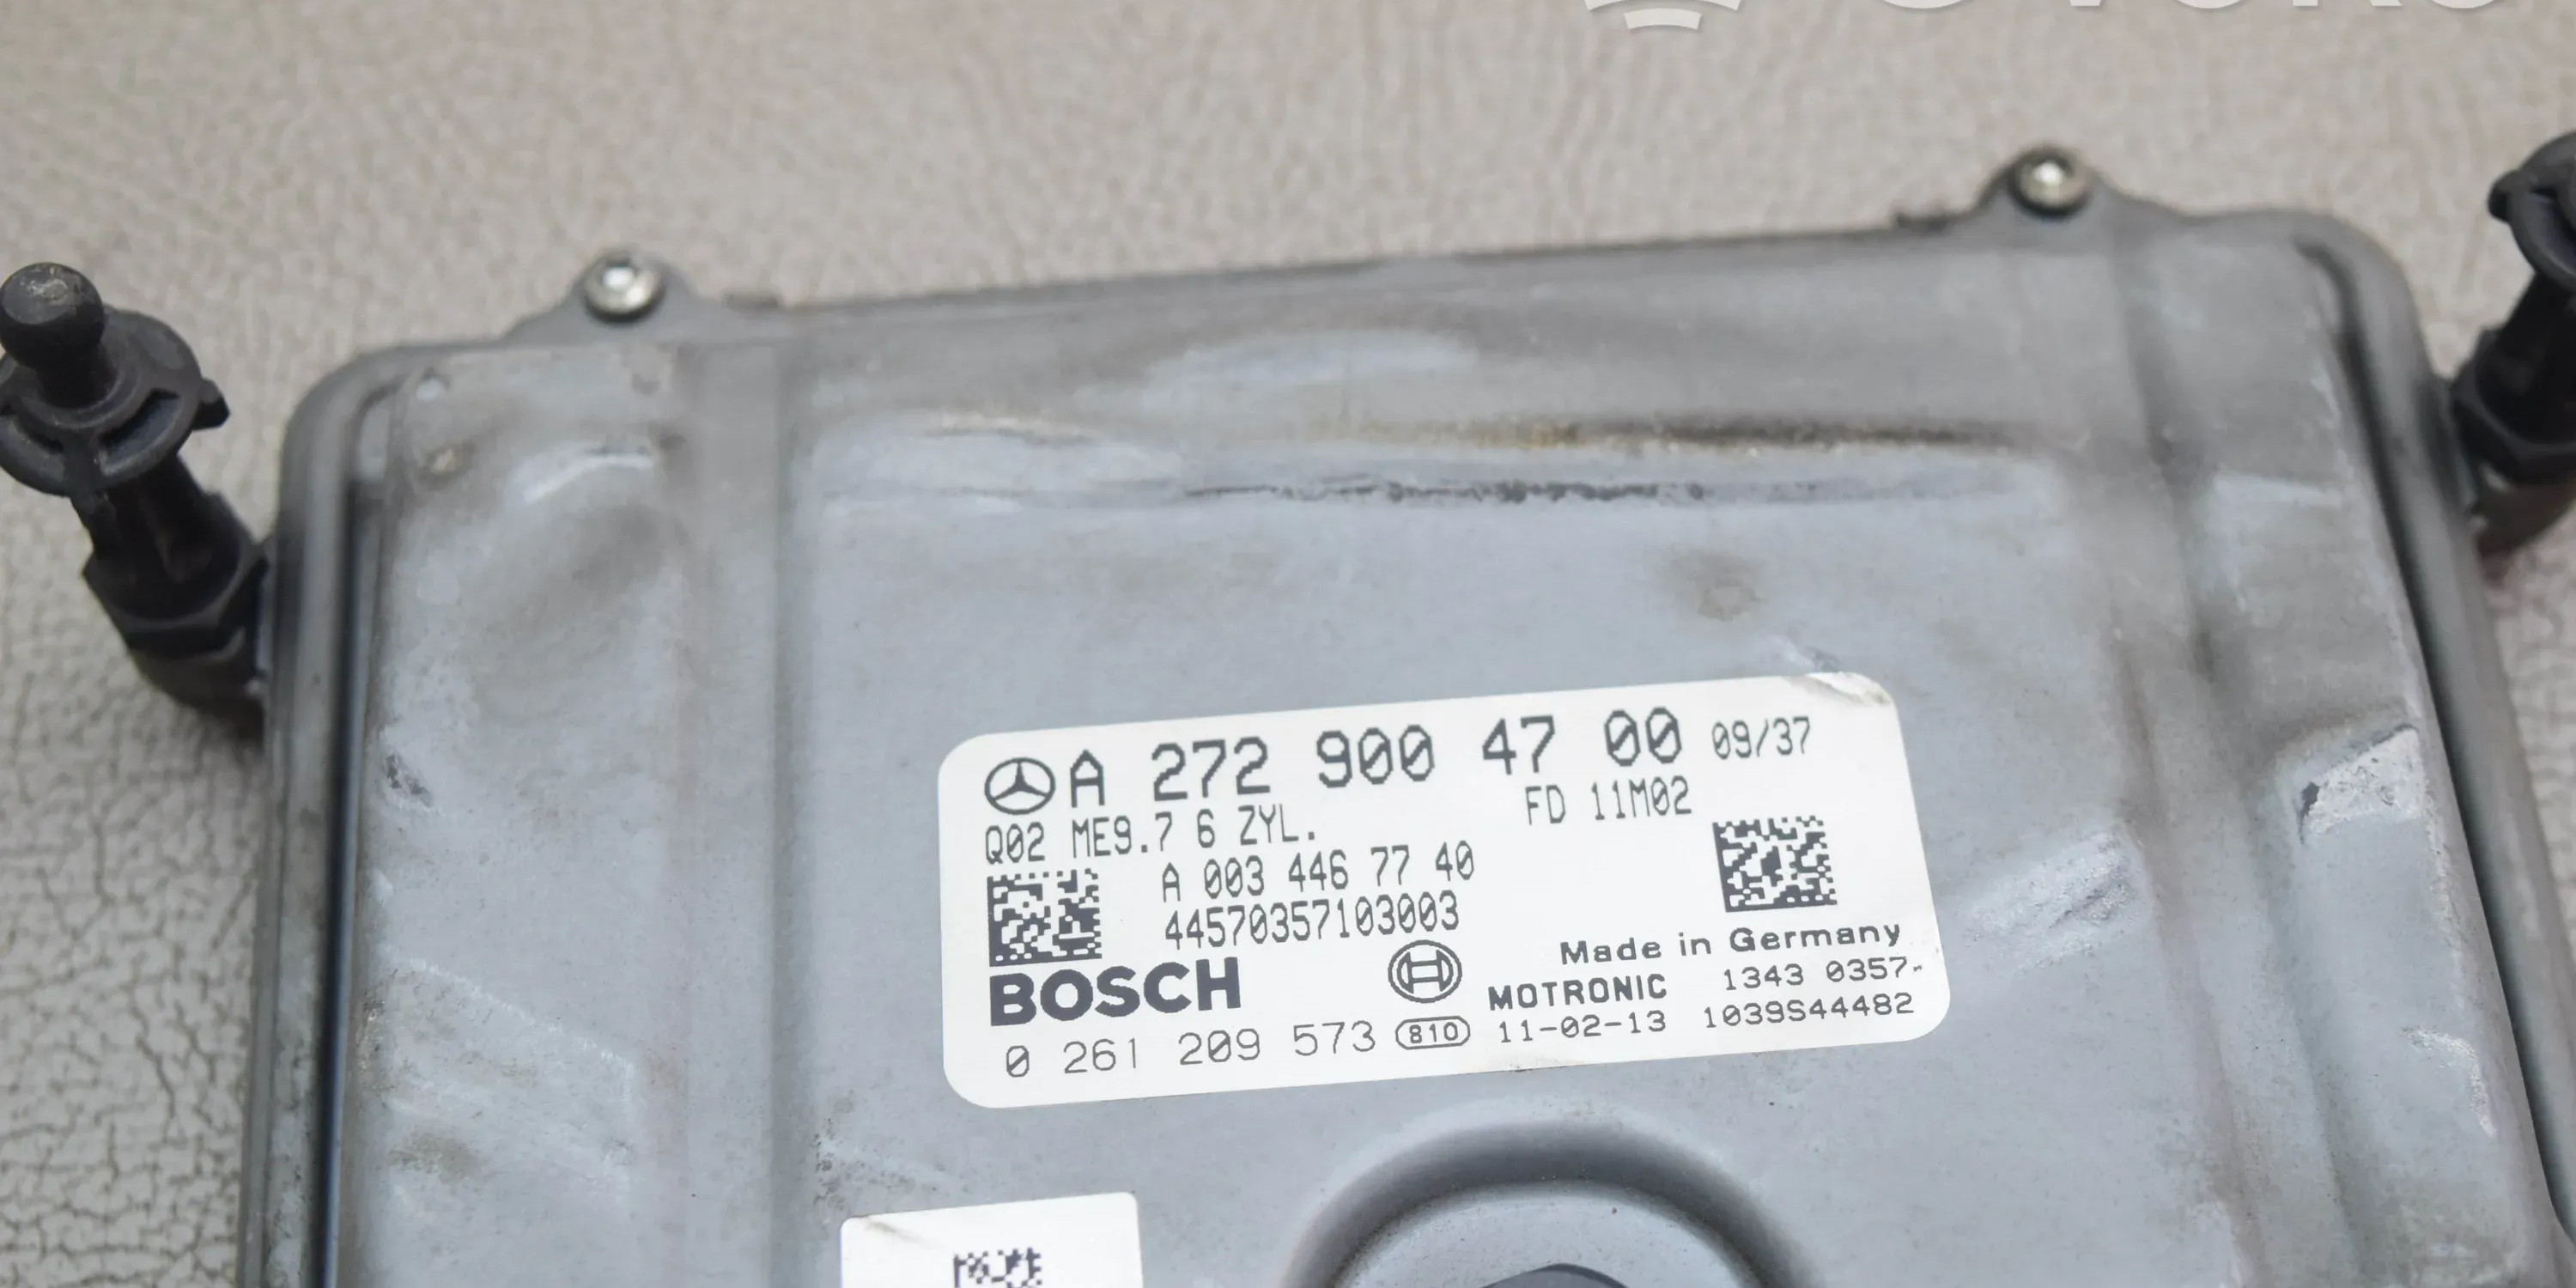 A 272 900 47 00 09/37
Q02 ME9.7 6 ZYL. FD 11M02
A 003 446 77 40
44570357103003
Made in Germany
BOSCH MOTRONIC 1343 0357-
0 261 209 573 810 11-02-13 1039S44482